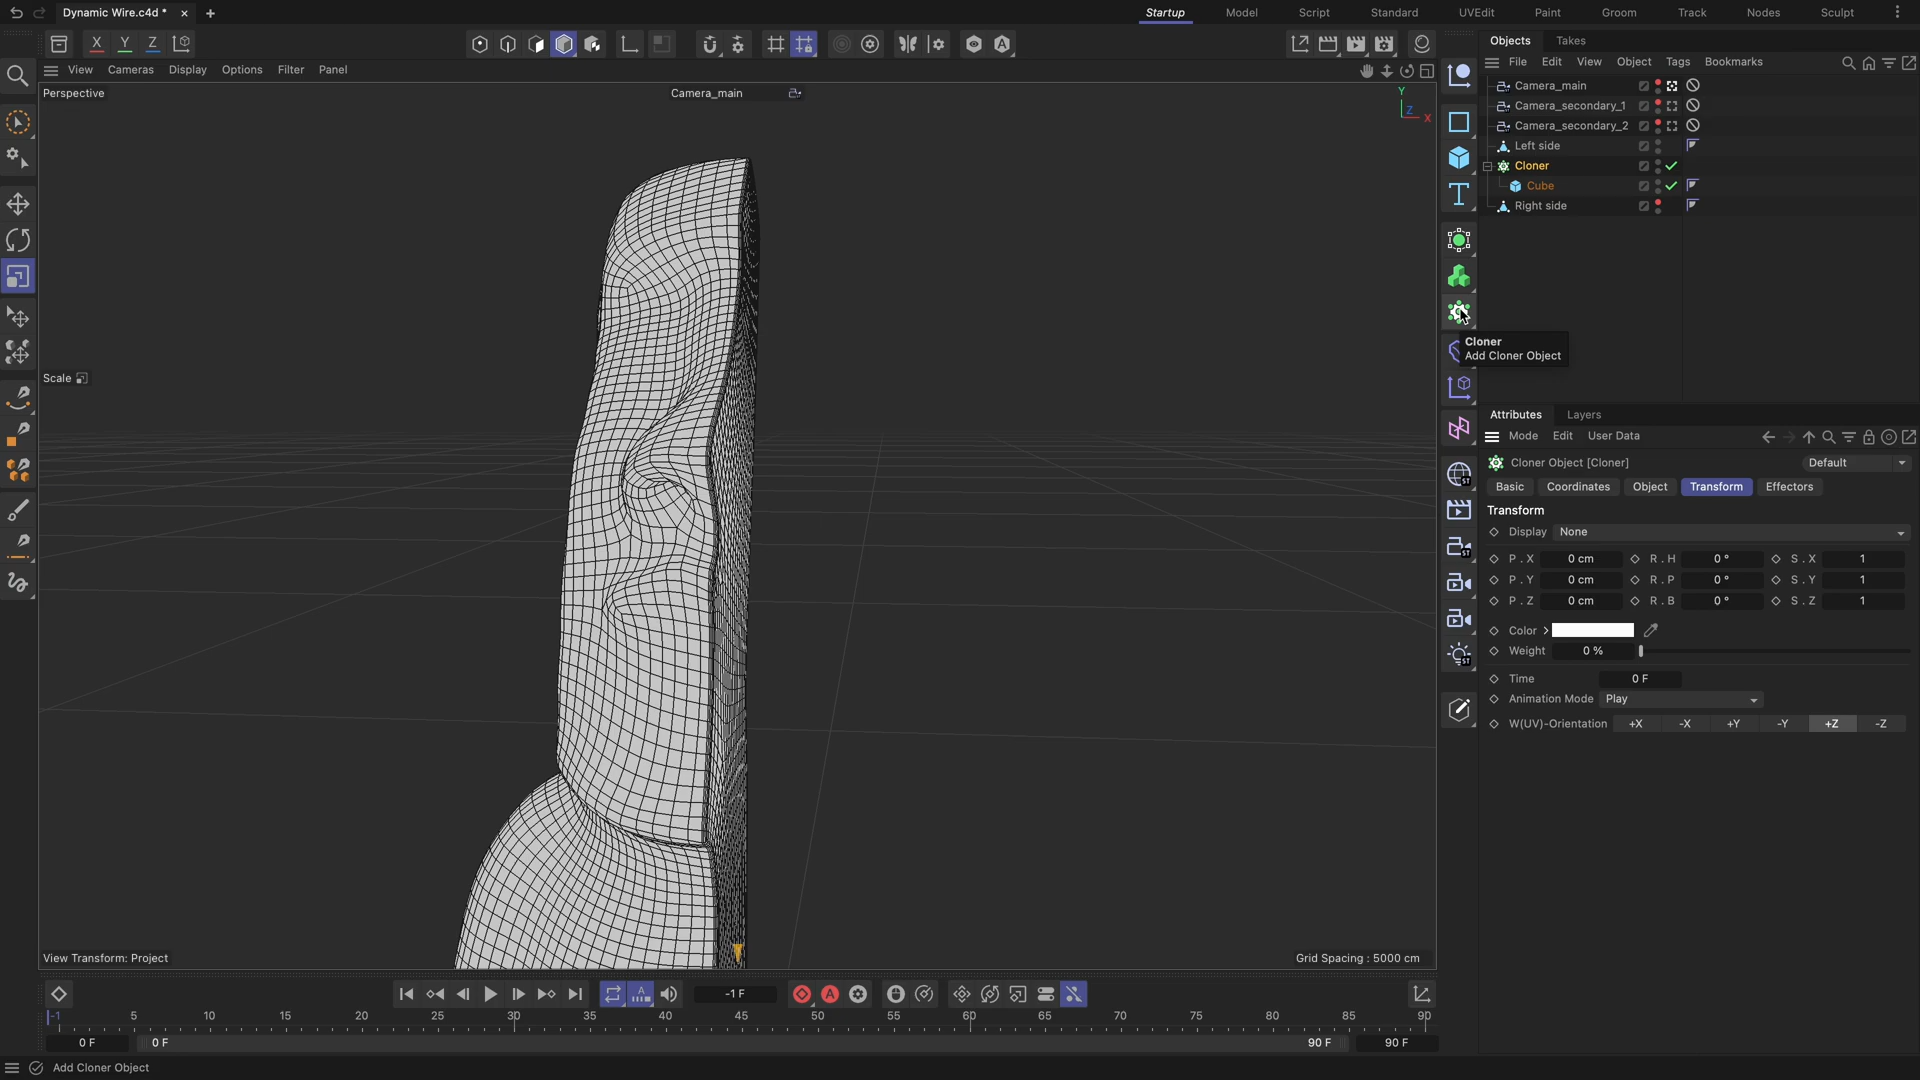 Dynamic Wire.c4d *
Startup
Model
Script
Standard
UVEdit
Paint
Groom
Track
Nodes
Sculpt
X
Y
Z
Objects
Takes
View
Cameras
Display
Options
Filter
Panel
File
Edit
View
Object
Tags
Bookmarks
Perspective
Camera_main
Y
Z
X
Camera_main
Camera_secondary_1
Camera_secondary_2
Left side
Cloner
Cube
Right side
Cloner
Add Cloner Object
Scale
Attributes
Layers
Mode
Edit
User Data
Cloner Object [Cloner]
Default
Basic
Coordinates
Object
Transform
Effectors
Transform
Display
None
P . X
0 cm
R . H
0 °
S . X
1
P . Y
0 cm
R . P
0 °
S . Y
1
P . Z
0 cm
R . B
0 °
S . Z
1
Color
Weight
0 %
Time
0 F
Animation Mode
Play
W(UV)-Orientation
+X
-X
+Y
-Y
+Z
-Z
ST
ST
ST
View Transform: Project
Grid Spacing : 5000 cm
-1 F
A
-1
5
10
15
20
25
30
35
40
45
50
55
60
65
70
75
80
85
90
0 F
0 F
90 F
90 F
Add Cloner Object